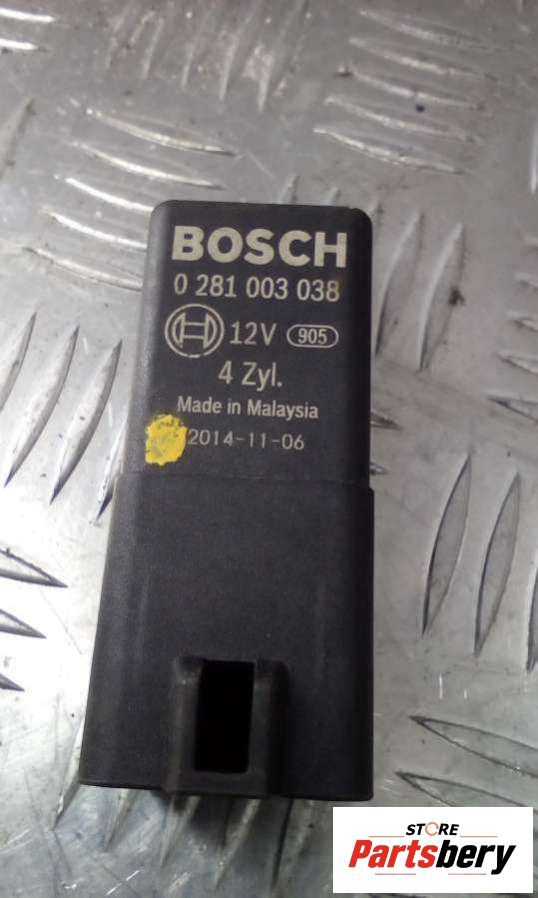 BOSCH
0 281 003 038
12V 905
4 Zyl.
Made in Malaysia
2014-11-06
STORE
Partsbery